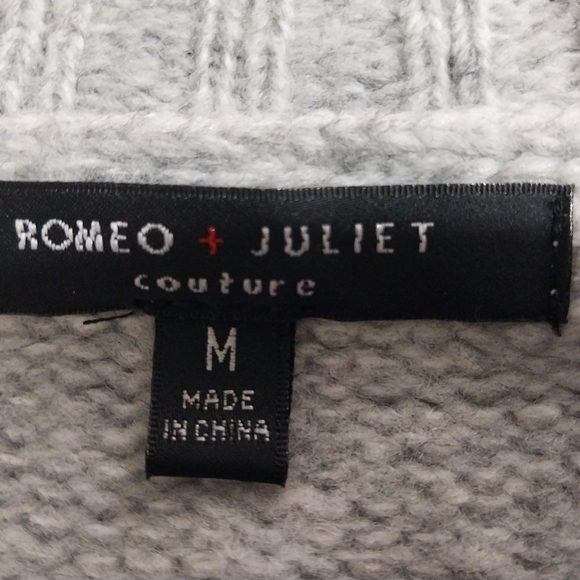 ROMEO + JULIET
couture
M
MADE
IN CHINA